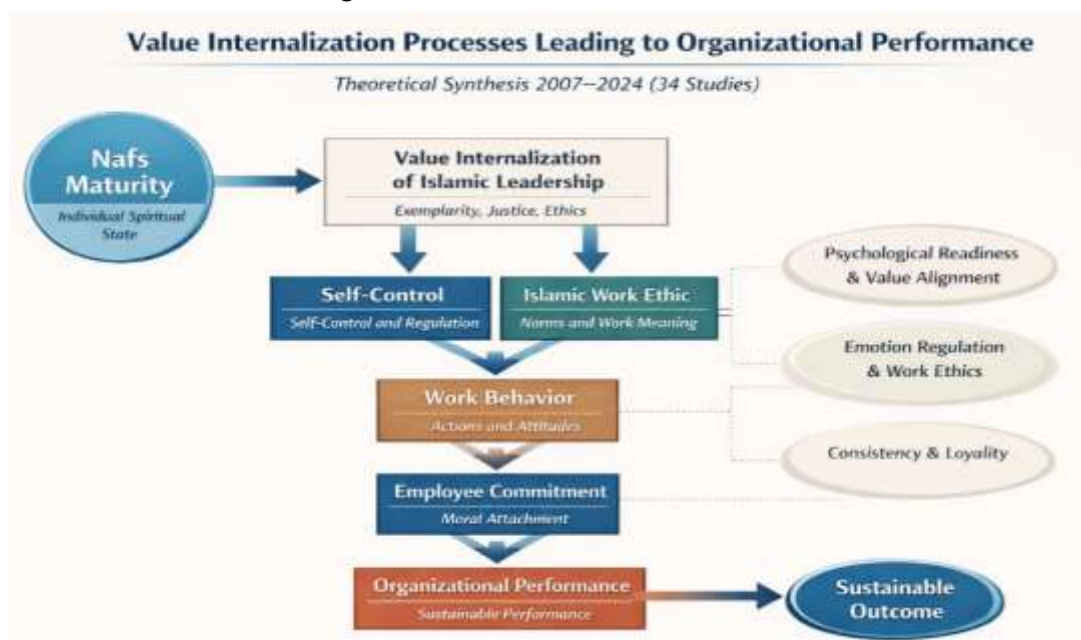 Value Internalization Processes Leading to Organizational Performance
Theoretical Synthesis 2007–2024 (34 Studies)
Nafs
Maturity
Individual Spiritual
State
Value Internalization
of Islamic Leadership
Exemplarity, Justice, Ethics
Self-Control
Self-Control and Regulation
Islamic Work Ethic
Norms and Work Meaning
Psychological Readiness
& Value Alignment
Emotion Regulation
& Work Ethics
Work Behavior
Actions and Attitudes
Consistency & Loyality
Employee Commitment
Moral Attachment
Organizational Performance
Sustainable Performance
Sustainable
Outcome